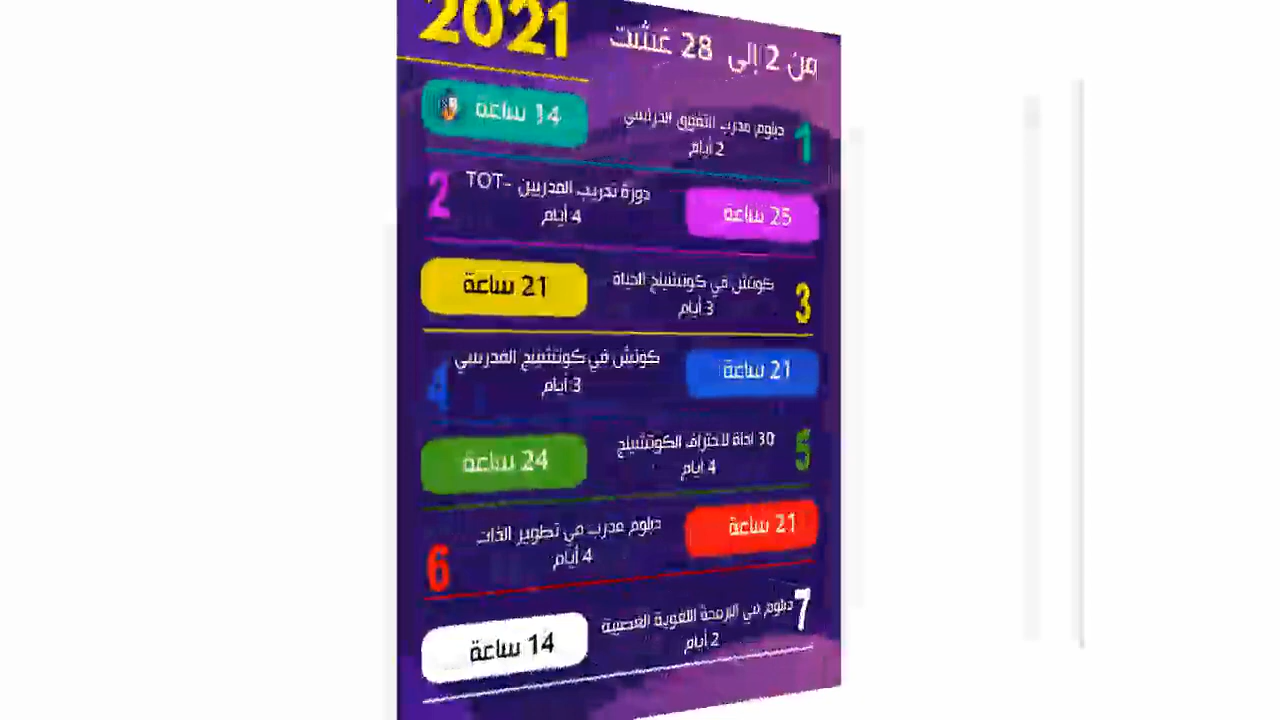 2021
من 2 إلى 28 غشت
1
دبلوم مدرب التفوق الدراسي
2 أيام
14 ساعة
2
دورة تدريب المدربين -TOT
4 أيام
25 ساعة
3
كوتش في كوتشينج الحياة
3 أيام
21 ساعة
4
كوتش في كوتشينج المدرسي
3 أيام
21 ساعة
5
30 اداة لاحتراف الكوتشينج
4 أيام
24 ساعة
6
دبلوم مدرب في تطوير الذات
4 أيام
21 ساعة
7
دبلوم في البرمجة اللغوية العصبية
2 أيام
14 ساعة